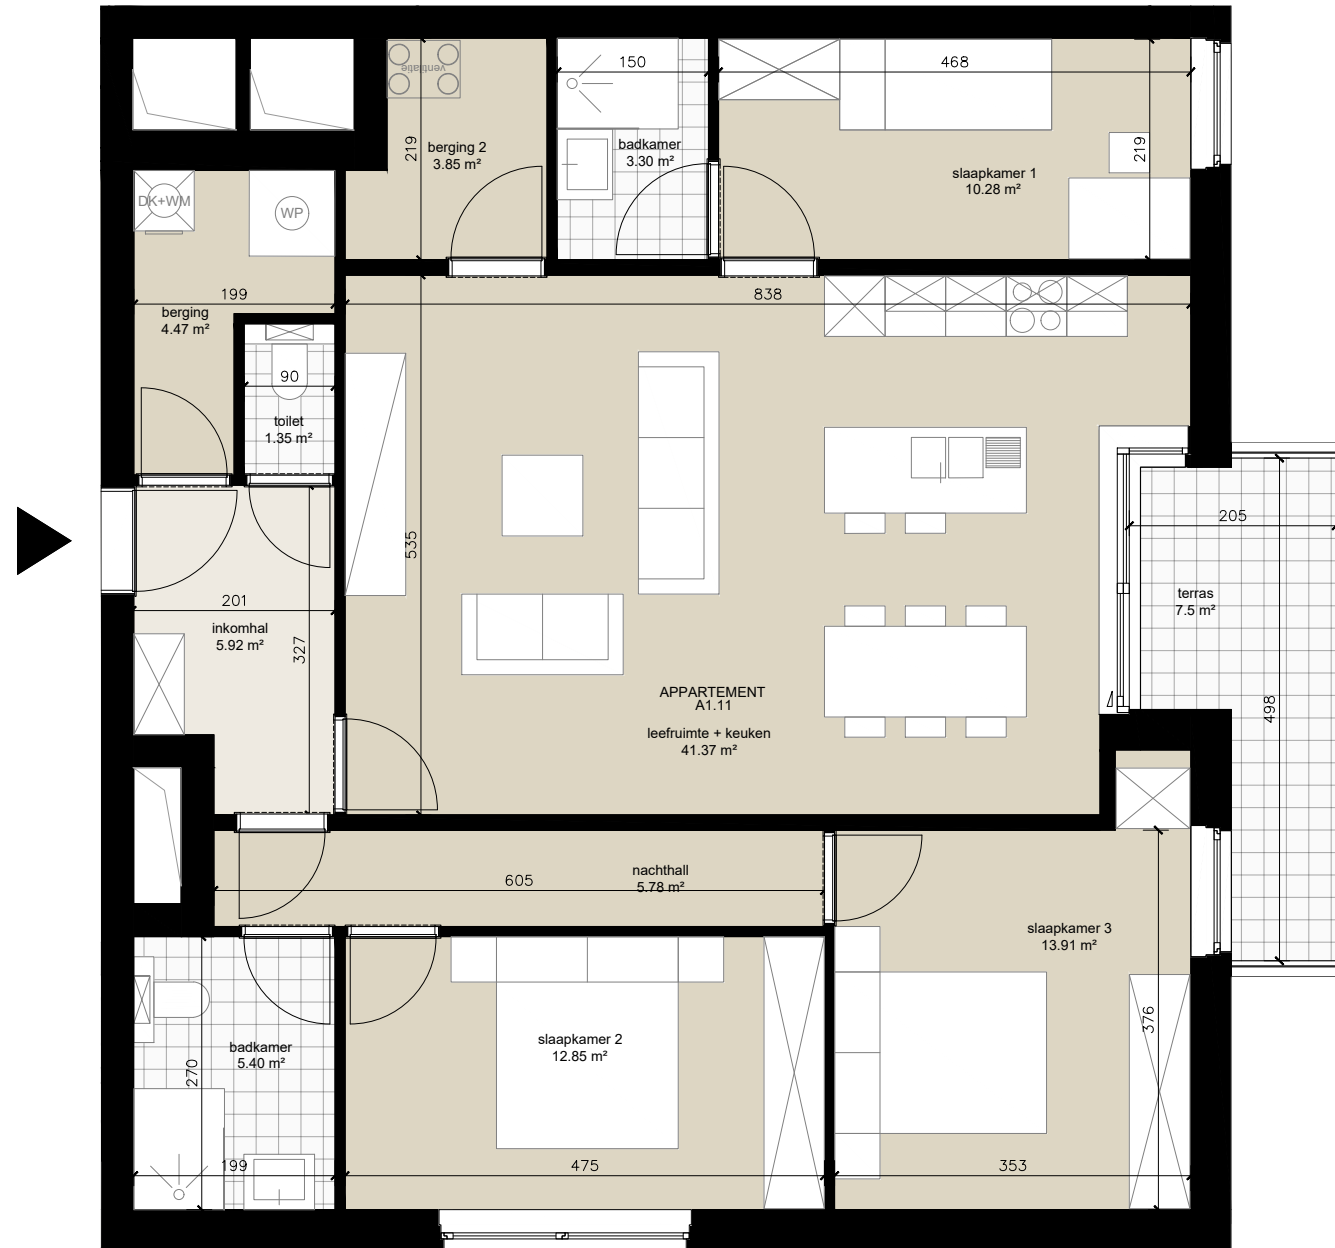 ventilatie
150
468
219
berging 2
3.85 m²
badkamer
3.30 m²
219
slaapkamer 1
10.28 m²
DK+WM
WP
199
838
berging
4.47 m²
90
toilet
1.35 m²
535
205
terras
7.5 m²
201
inkomhal
5.92 m²
327
498
APPARTEMENT
A1.11
leefruimte + keuken
41.37 m²
605
nachthall
5.78 m²
slaapkamer 3
13.91 m²
376
badkamer
5.40 m²
270
slaapkamer 2
12.85 m²
199
475
353